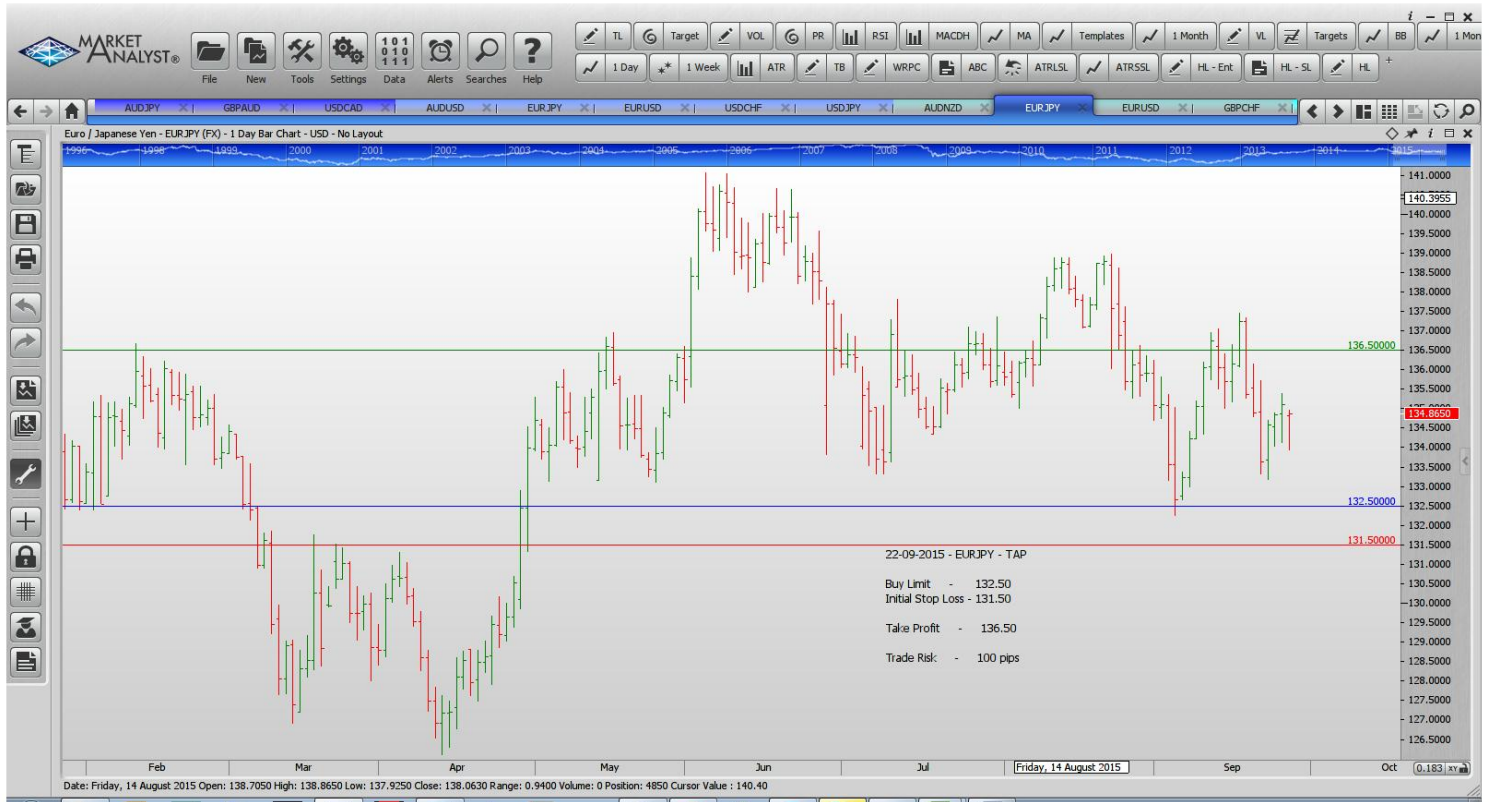 i
MARKET ANALYST®
File New Tools Settings Data Alerts Searches Help
TL Target VOL PR RSI MACDH MA Templates 1 Month VL Targets BB 1 Mon
1 Day 1 Week ATR TB WRPC ABC ATRLSL ATRSSL HL - Ent HL - SL HL +
AUDJPY GBPAUD USDCAD AUDUSD EURJPY EURUSD USDCHF USDJPY AUDNZD EURJPY EURUSD GBPCHF
Euro / Japanese Yen - EURJPY (FX) - 1 Day Bar Chart - USD - No Layout
i
1996 1998 1999 2000 2001 2002 2003 2004 2005 2006 2007 2008 2009 2010 2011 2012 2013 2014 2015
141.0000
140.3955
140.0000
139.5000
139.0000
138.5000
138.0000
137.5000
137.0000
136.50000
136.5000
136.0000
135.5000
134.8650
134.5000
134.0000
133.5000
133.0000
132.50000
132.5000
132.0000
131.50000
131.5000
131.0000
130.5000
130.0000
129.5000
129.0000
128.5000
128.0000
127.5000
127.0000
126.5000
22-09-2015 - EURJPY - TAP
Buy Limit - 132.50
Initial Stop Loss - 131.50
Take Profit - 136.50
Trade Risk - 100 pips
Feb Mar Apr May Jun Jul Friday, 14 August 2015 Sep Oct 0.183 XY
Date: Friday, 14 August 2015 Open: 138.7050 High: 138.8650 Low: 137.9250 Close: 138.0630 Range: 0.9400 Volume: 0 Position: 4850 Cursor Value : 140.40